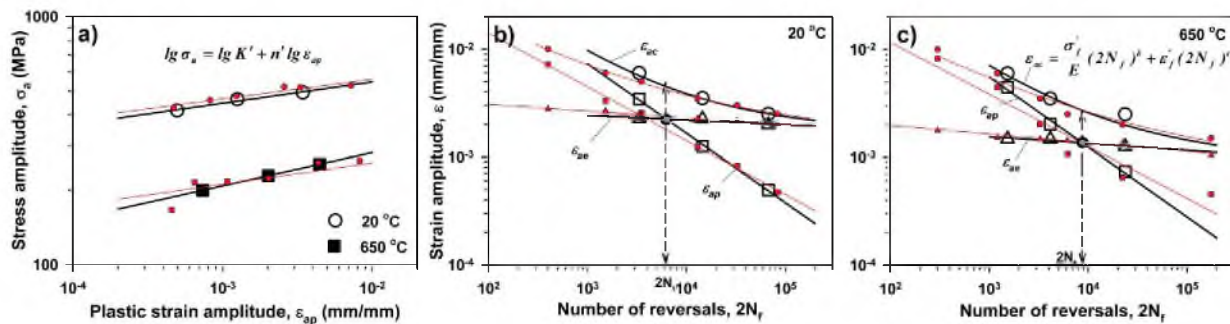 a)
lg σₐ = lg K' + n' lg εₐₚ
1000
100
Stress amplitude, σₐ (MPa)
20 °C
650 °C
10⁻⁴ 10⁻³ 10⁻²
Plastic strain amplitude, εₐₚ (mm/mm)
b)
20 °C
εₐc
εₐₑ
εₐₚ
10⁻²
10⁻³
10⁻⁴
Strain amplitude, ε (mm/mm)
10² 10³ 10⁴ 10⁵
Number of reversals, 2Nf
c)
650 °C
εₐc = σ'f/E (2Nf)ᵇ + ε'f (2Nf)ᶜ
εₐₚ
εₐₑ
10⁻²
10⁻³
10⁻⁴
10² 10³ 10⁴ 10⁵
Number of reversals, 2Nf